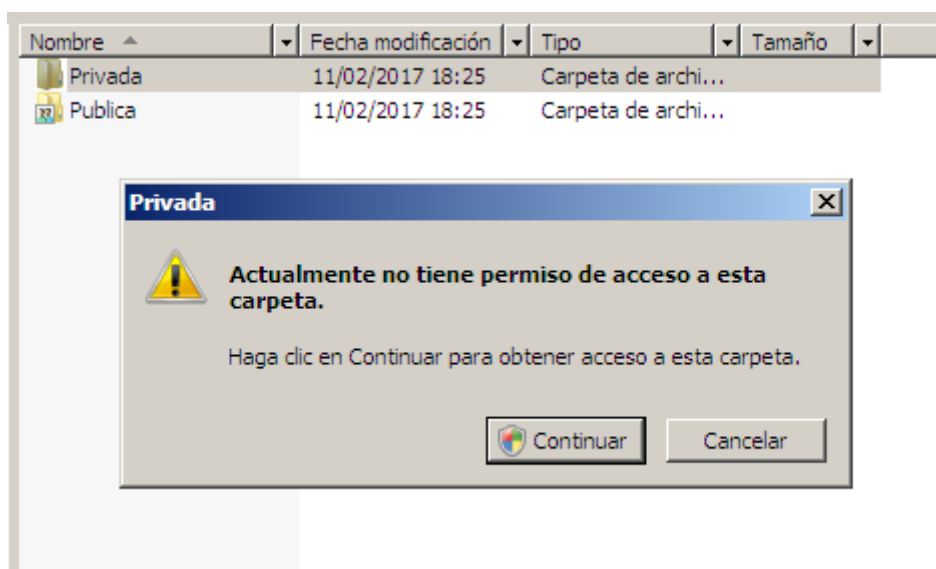 Nombre Fecha modificación Tipo Tamaño
Privada 11/02/2017 18:25 Carpeta de archi...
Publica 11/02/2017 18:25 Carpeta de archi...
Privada
Actualmente no tiene permiso de acceso a esta
carpeta.
Haga clic en Continuar para obtener acceso a esta carpeta.
Continuar Cancelar